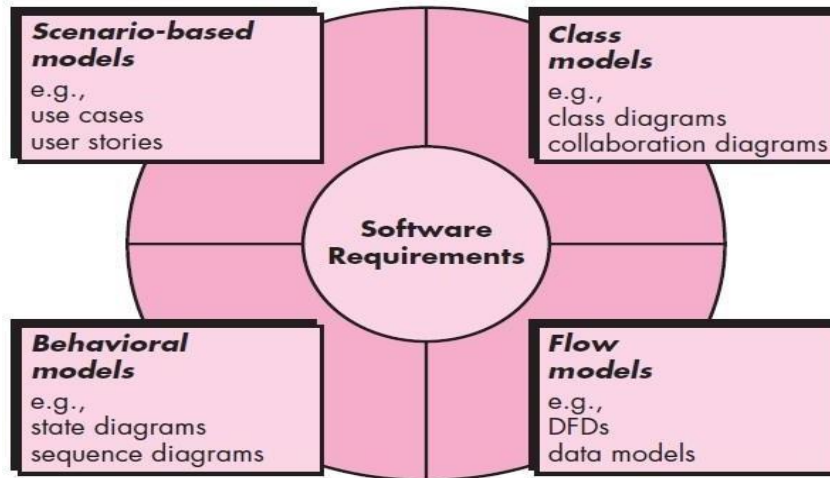 Scenario-based
models
e.g.,
use cases
user stories
Class
models
e.g.,
class diagrams
collaboration diagrams
Software
Requirements
Behavioral
models
e.g.,
state diagrams
sequence diagrams
Flow
models
e.g.,
DFDs
data models